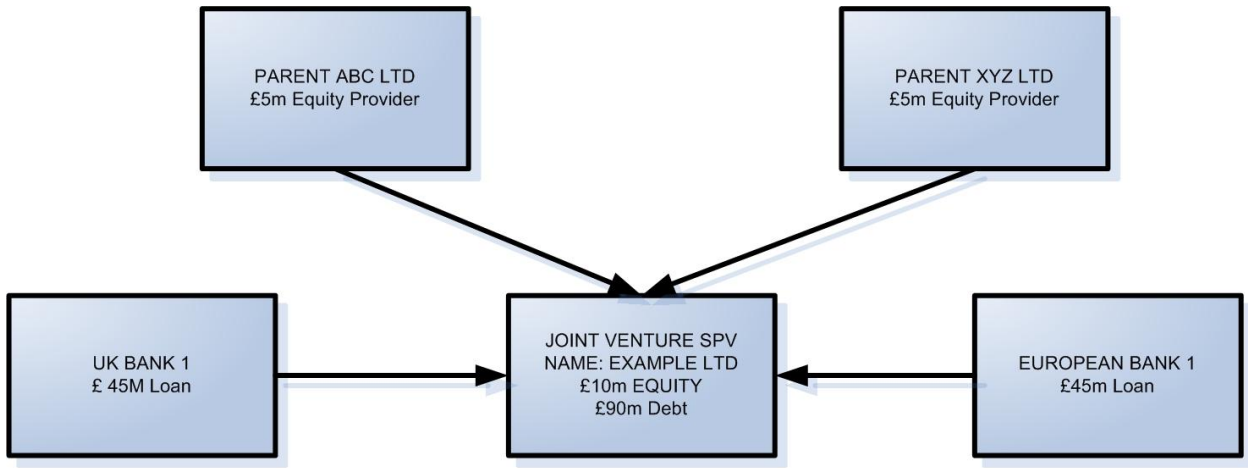 PARENT ABC LTD
£5m Equity Provider
PARENT XYZ LTD
£5m Equity Provider
UK BANK 1
£ 45M Loan
JOINT VENTURE SPV
NAME: EXAMPLE LTD
£10m EQUITY
£90m Debt
EUROPEAN BANK 1
£45m Loan